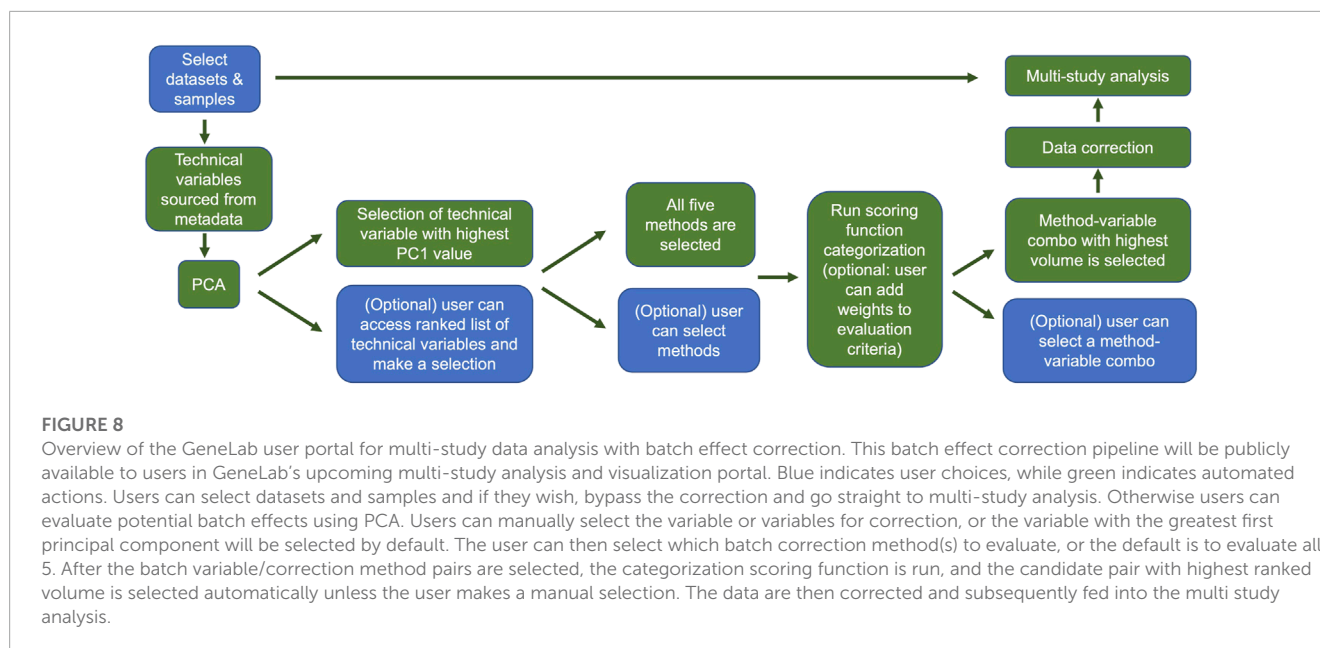 Select
datasets &
samples
Technical
variables
sourced from
metadata
PCA
Selection of technical
variable with highest
PC1 value
(Optional) user can
access ranked list of
technical variables and
make a selection
All five
methods are
selected
(Optional) user
can select
methods
Run scoring
function
categorization
(optional: user
can add
weights to
evaluation
criteria)
Multi-study analysis
Data correction
Method-variable
combo with highest
volume is selected
(Optional) user can
select a method-
variable combo
FIGURE 8
Overview of the GeneLab user portal for multi-study data analysis with batch effect correction. This batch effect correction pipeline will be publicly
available to users in GeneLab's upcoming multi-study analysis and visualization portal. Blue indicates user choices, while green indicates automated
actions. Users can select datasets and samples and if they wish, bypass the correction and go straight to multi-study analysis. Otherwise users can
evaluate potential batch effects using PCA. Users can manually select the variable or variables for correction, or the variable with the greatest first
principal component will be selected by default. The user can then select which batch correction method(s) to evaluate, or the default is to evaluate all
5. After the batch variable/correction method pairs are selected, the categorization scoring function is run, and the candidate pair with highest ranked
volume is selected automatically unless the user makes a manual selection. The data are then corrected and subsequently fed into the multi study
analysis.